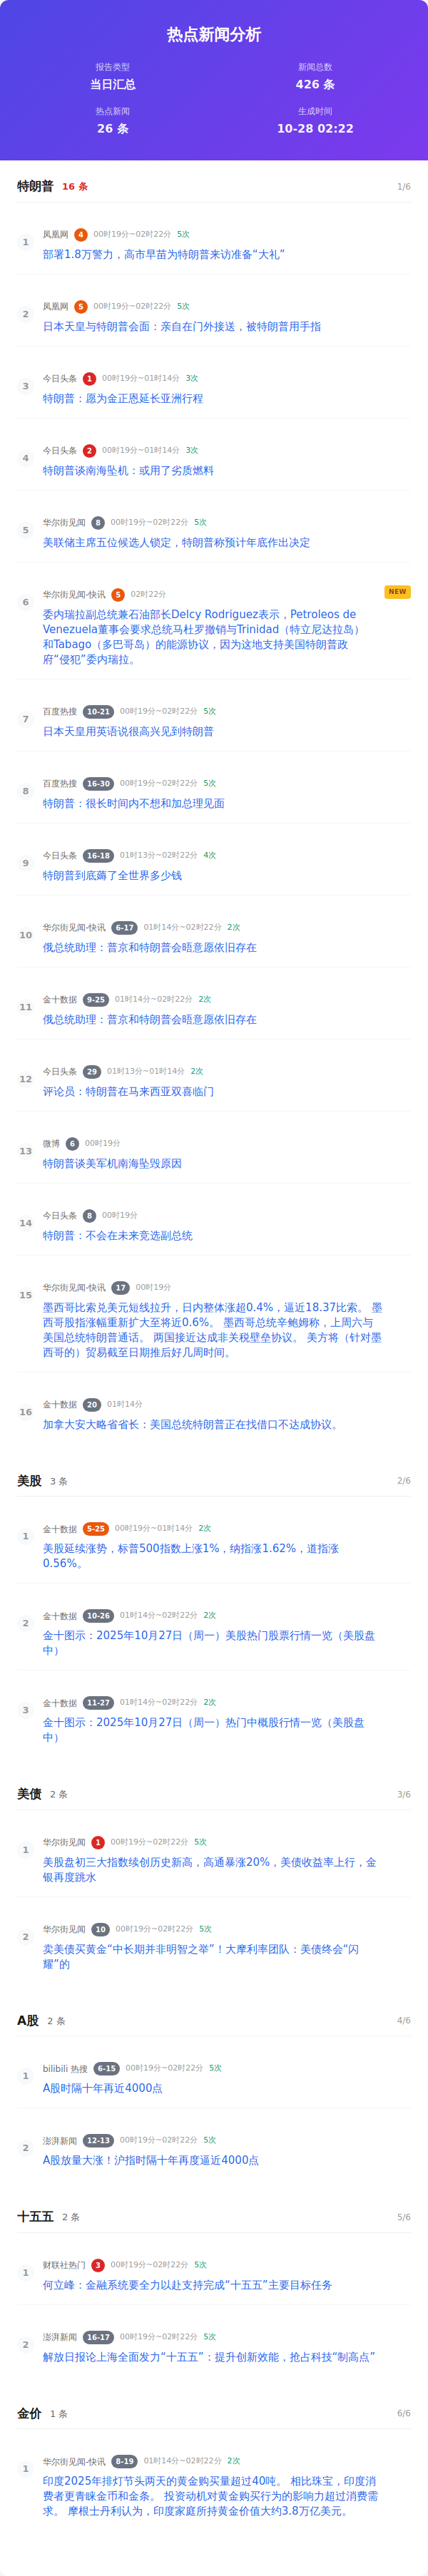 热点新闻分析
报告类型
当日汇总
新闻总数
426 条
热点新闻
26 条
生成时间
10-28 02:22
特朗普 16 条 1/6
1
凤凰网 4 00时19分~02时22分 5次
部署1.8万警力，高市早苗为特朗普来访准备“大礼”
2
凤凰网 5 00时19分~02时22分 5次
日本天皇与特朗普会面：亲自在门外接送，被特朗普用手指
3
今日头条 1 00时19分~01时14分 3次
特朗普：愿为金正恩延长亚洲行程
4
今日头条 2 00时19分~01时14分 3次
特朗普谈南海坠机：或用了劣质燃料
5
华尔街见闻 8 00时19分~02时22分 5次
美联储主席五位候选人锁定，特朗普称预计年底作出决定
6
华尔街见闻-快讯 5 02时22分 NEW
委内瑞拉副总统兼石油部长Delcy Rodriguez表示，Petroleos de
Venezuela董事会要求总统马杜罗撤销与Trinidad（特立尼达拉岛）
和Tabago（多巴哥岛）的能源协议，因为这地支持美国特朗普政
府“侵犯”委内瑞拉。
7
百度热搜 10-21 00时19分~02时22分 5次
日本天皇用英语说很高兴见到特朗普
8
百度热搜 16-30 00时19分~02时22分 5次
特朗普：很长时间内不想和加总理见面
9
今日头条 16-18 01时13分~02时22分 4次
特朗普到底薅了全世界多少钱
10
华尔街见闻-快讯 6-17 01时14分~02时22分 2次
俄总统助理：普京和特朗普会晤意愿依旧存在
11
金十数据 9-25 01时14分~02时22分 2次
俄总统助理：普京和特朗普会晤意愿依旧存在
12
今日头条 29 01时13分~01时14分 2次
评论员：特朗普在马来西亚双喜临门
13
微博 6 00时19分
特朗普谈美军机南海坠毁原因
14
今日头条 8 00时19分
特朗普：不会在未来竞选副总统
15
华尔街见闻-快讯 17 00时19分
墨西哥比索兑美元短线拉升，日内整体涨超0.4%，逼近18.37比索。 墨
西哥股指涨幅重新扩大至将近0.6%。 墨西哥总统辛鲍姆称，上周六与
美国总统特朗普通话。 两国接近达成非关税壁垒协议。 美方将（针对墨
西哥的）贸易截至日期推后好几周时间。
16
金十数据 20 01时14分
加拿大安大略省省长：美国总统特朗普正在找借口不达成协议。
美股 3 条 2/6
1
金十数据 5-25 00时19分~01时14分 2次
美股延续涨势，标普500指数上涨1%，纳指涨1.62%，道指涨
0.56%。
2
金十数据 10-26 01时14分~02时22分 2次
金十图示：2025年10月27日（周一）美股热门股票行情一览（美股盘
中）
3
金十数据 11-27 01时14分~02时22分 2次
金十图示：2025年10月27日（周一）热门中概股行情一览（美股盘
中）
美债 2 条 3/6
1
华尔街见闻 1 00时19分~02时22分 5次
美股盘初三大指数续创历史新高，高通暴涨20%，美债收益率上行，金
银再度跳水
2
华尔街见闻 10 00时19分~02时22分 5次
卖美债买黄金“中长期并非明智之举”！大摩利率团队：美债终会“闪
耀”的
A股 2 条 4/6
1
bilibili 热搜 6-15 00时19分~02时22分 5次
A股时隔十年再近4000点
2
澎湃新闻 12-13 00时19分~02时22分 5次
A股放量大涨！沪指时隔十年再度逼近4000点
十五五 2 条 5/6
1
财联社热门 3 00时19分~02时22分 5次
何立峰：金融系统要全力以赴支持完成“十五五”主要目标任务
2
澎湃新闻 16-17 00时19分~02时22分 5次
解放日报论上海全面发力“十五五”：提升创新效能，抢占科技“制高点”
金价 1 条 6/6
1
华尔街见闻-快讯 8-19 01时14分~02时22分 2次
印度2025年排灯节头两天的黄金购买量超过40吨。 相比珠宝，印度消
费者更青睐金币和金条。 投资动机对黄金购买行为的影响力超过消费需
求。 摩根士丹利认为，印度家庭所持黄金价值大约3.8万亿美元。